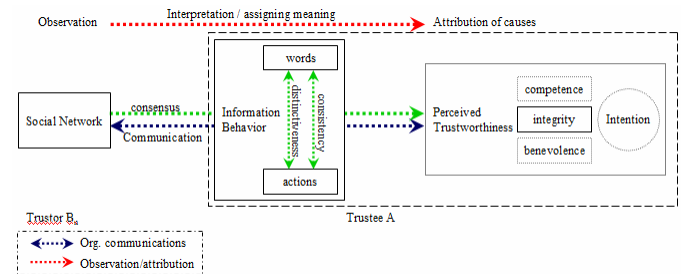 Interpretation / assigning meaning
Observation
Attribution of causes
words
Social Network
consensus
Communication
Information
Behavior
distinctiveness
consistency
actions
Perceived
Trustworthiness
competence
integrity
benevolence
Intention
Trustor Bₙ
Trustee A
Org. communications
Observation/attribution